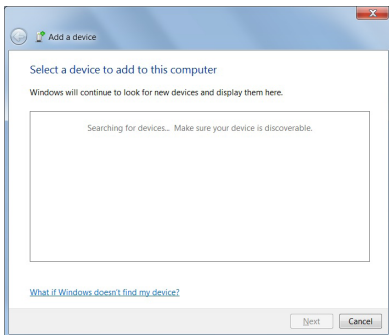 Add a device
Select a device to add to this computer
Windows will continue to look for new devices and display them here.
Searching for devices... Make sure your device is discoverable.
What if Windows doesn't find my device?
Next Cancel